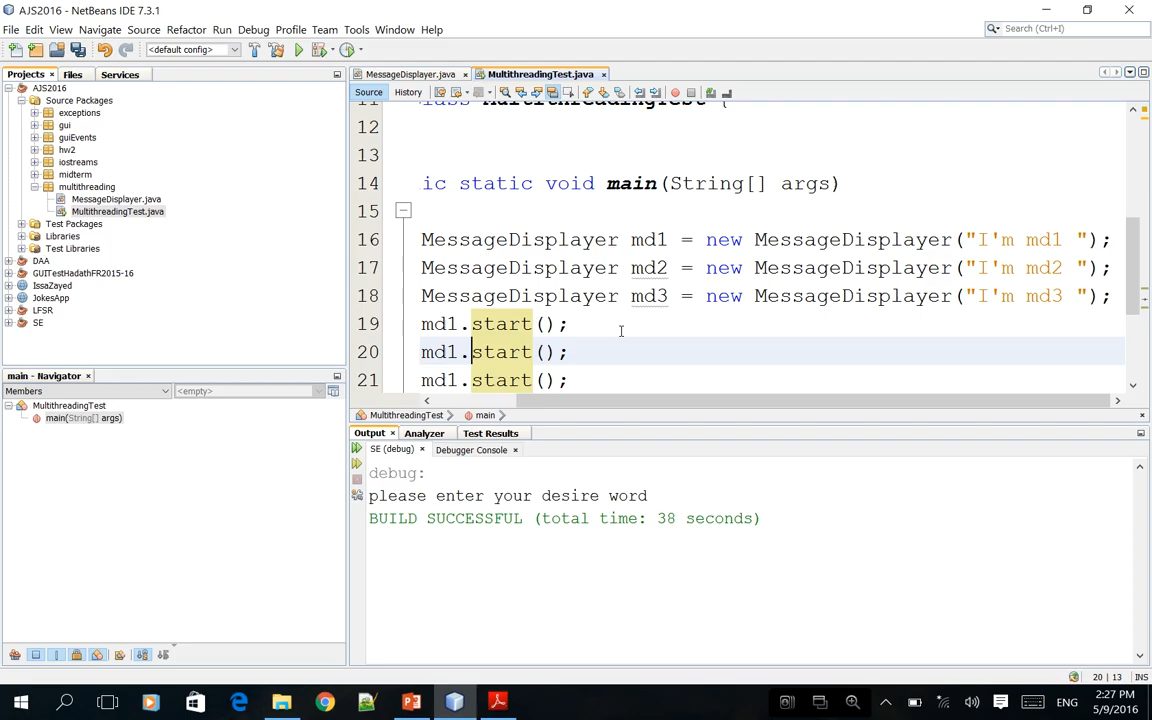 AJS2016 - NetBeans IDE 7.3.1
File Edit View Navigate Source Refactor Run Debug Profile Team Tools Window Help
Search (Ctrl+I)
<default config>
Projects × Files Services
MessageDisplayer.java × MultithreadingTest.java ×
Source History
AJS2016
Source Packages
exceptions
gui
guiEvents
hw2
iostreams
midterm
multithreading
MessageDisplayer.java
MultithreadingTest.java
Test Packages
Libraries
Test Libraries
DAA
GUITestHadathFR2015-16
IssaZayed
JokesApp
LFSR
SE
11 class MultithreadingTest {
12
13
14 ic static void main(String[] args)
15
16 MessageDisplayer md1 = new MessageDisplayer("I'm md1 ");
17 MessageDisplayer md2 = new MessageDisplayer("I'm md2 ");
18 MessageDisplayer md3 = new MessageDisplayer("I'm md3 ");
19 md1.start();
20 md1.start();
21 md1.start();
main - Navigator ×
Members <empty>
MultithreadingTest
main(String[] args)
MultithreadingTest main
Output × Analyzer Test Results
SE (debug) × Debugger Console ×
debug:
please enter your desire word
BUILD SUCCESSFUL (total time: 38 seconds)
20 | 13 INS
ENG
2:27 PM
5/9/2016